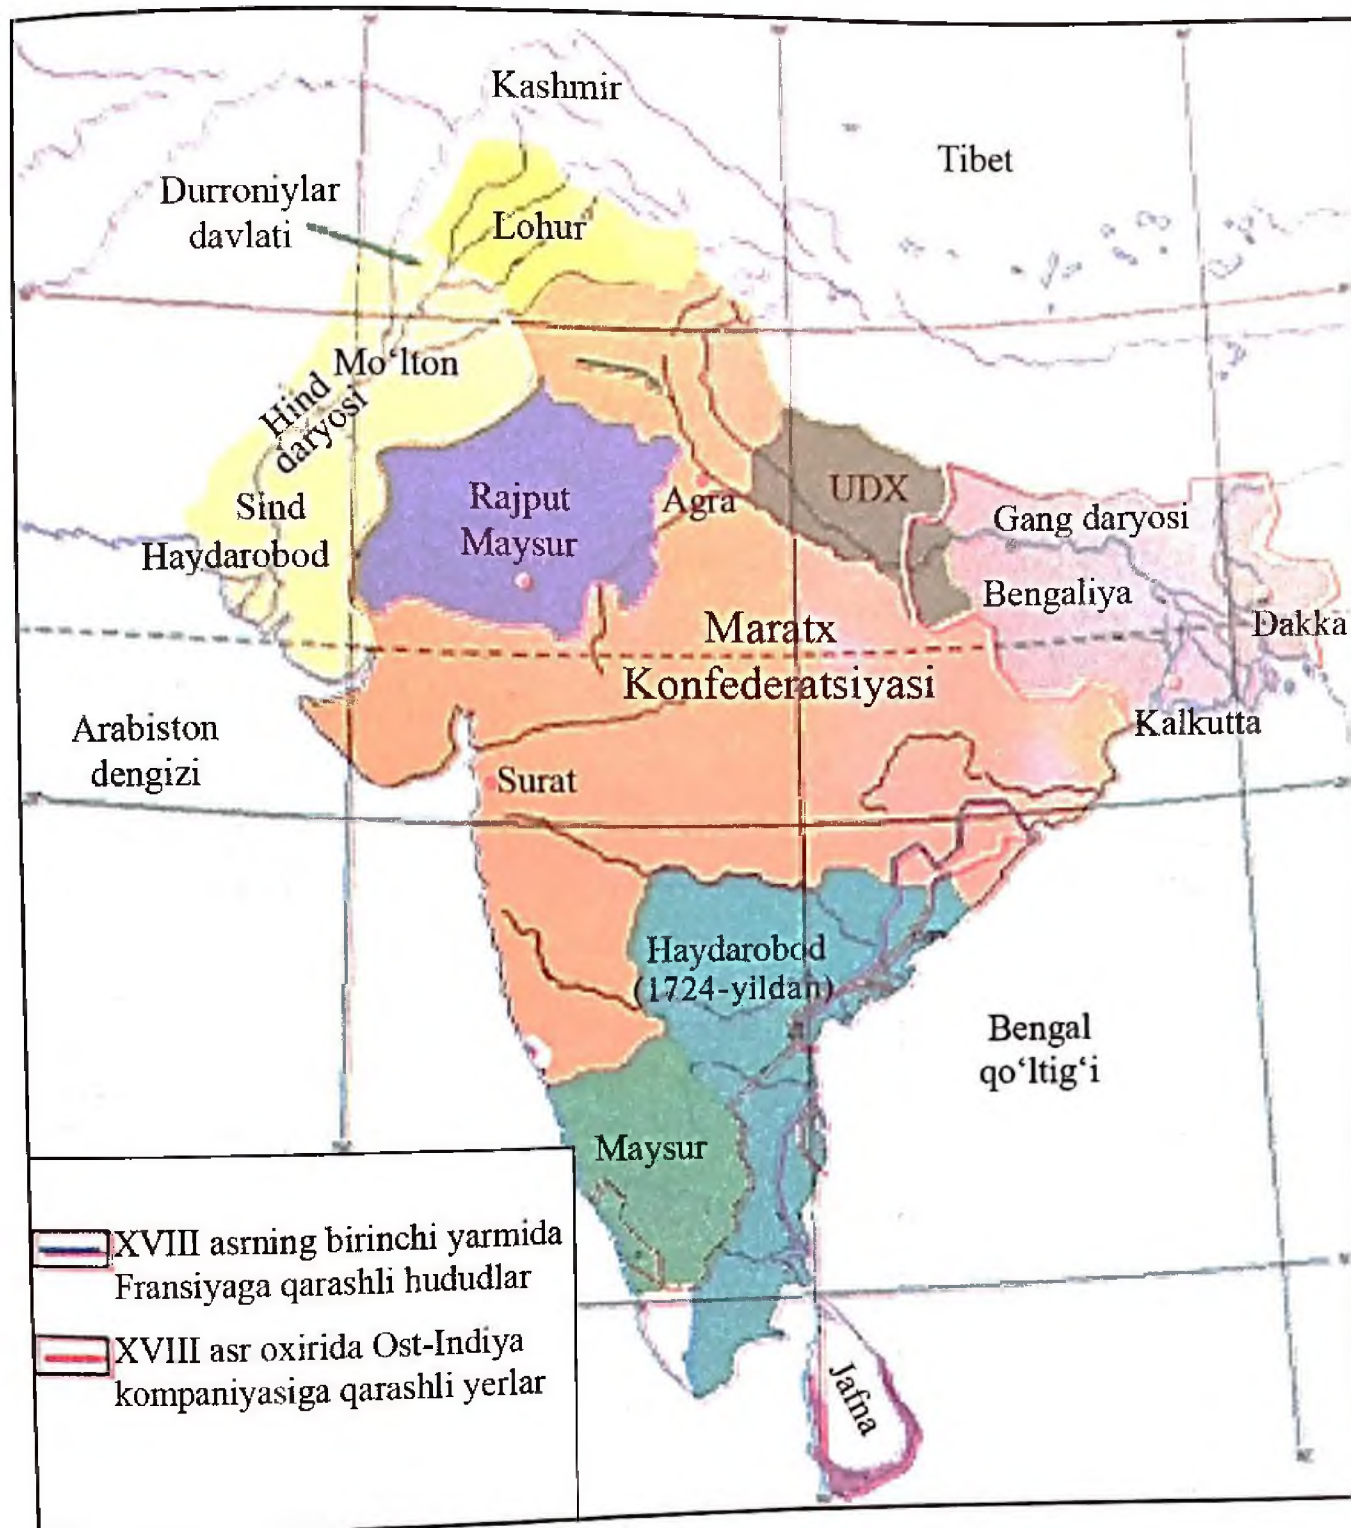 Kashmir
Tibet
Durroniylar
davlati
Lohur
Mo‘lton
Hind
daryosi
Sind
Haydarobod
Rajput
Maysur
Agra
UDX
Gang daryosi
Bengaliya
Dakka
Maratx
Konfederatsiyasi
Kalkutta
Arabiston
dengizi
Surat
Haydarobod
(1724-yildan)
Bengal
qo‘ltig‘i
Maysur
Jafna
XVIII asrning birinchi yarmida
Fransiyaga qarashli hududlar
XVIII asr oxirida Ost-Indiya
kompaniyasiga qarashli yerlar